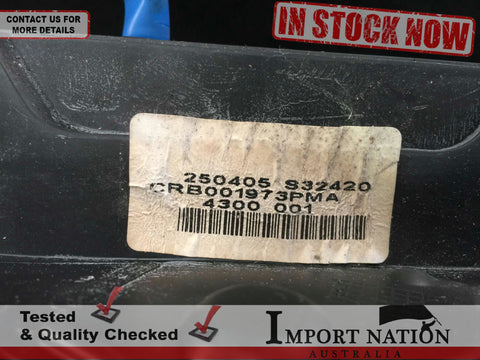 CONTACT US FOR
MORE DETAILS
IN STOCK NOW
250405 S32420
CRB001973PMA
4300 001
Tested
& Quality Checked
IMPORT NATION
AUSTRALIA